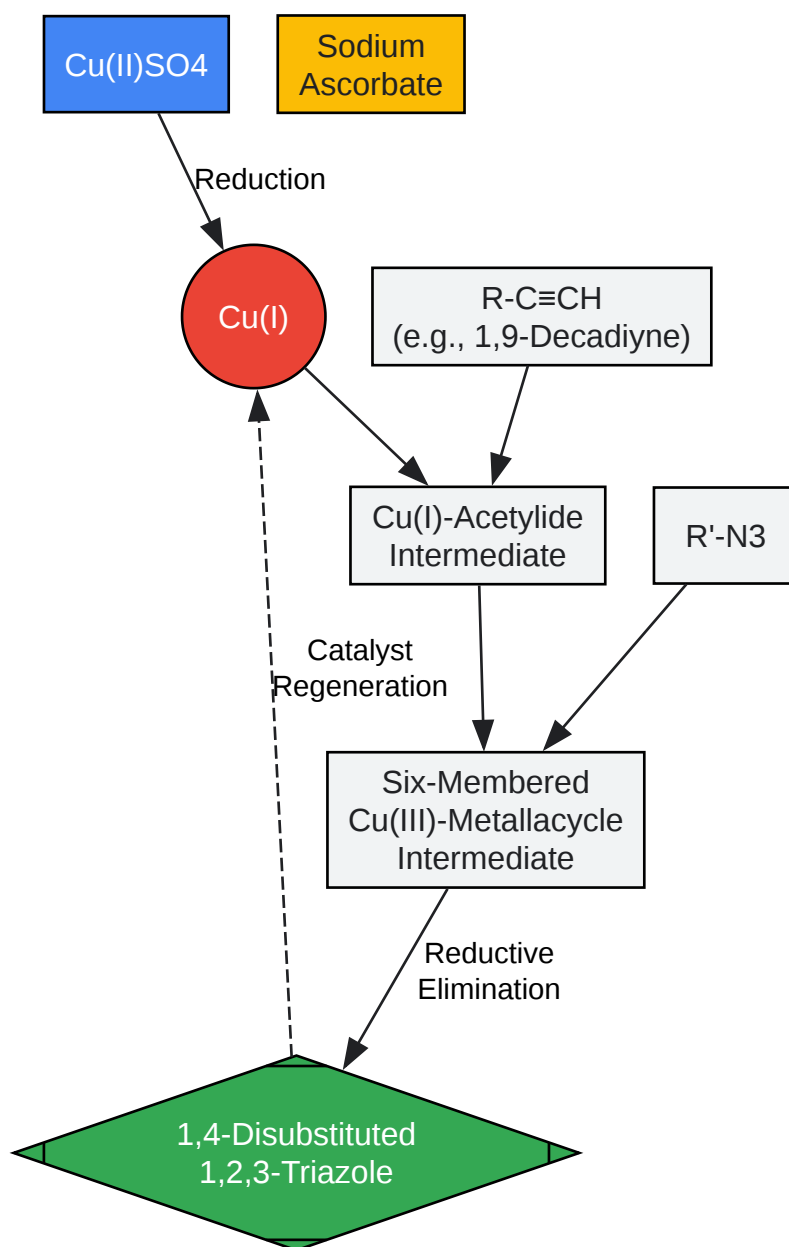 Cu(II)SO4
Sodium
Ascorbate
Reduction
Cu(I)
R-C≡CH
(e.g., 1,9-Decadiyne)
Cu(I)-Acetylide
Intermediate
R'-N3
Catalyst
Regeneration
Six-Membered
Cu(III)-Metallacycle
Intermediate
Reductive
Elimination
1,4-Disubstituted
1,2,3-Triazole